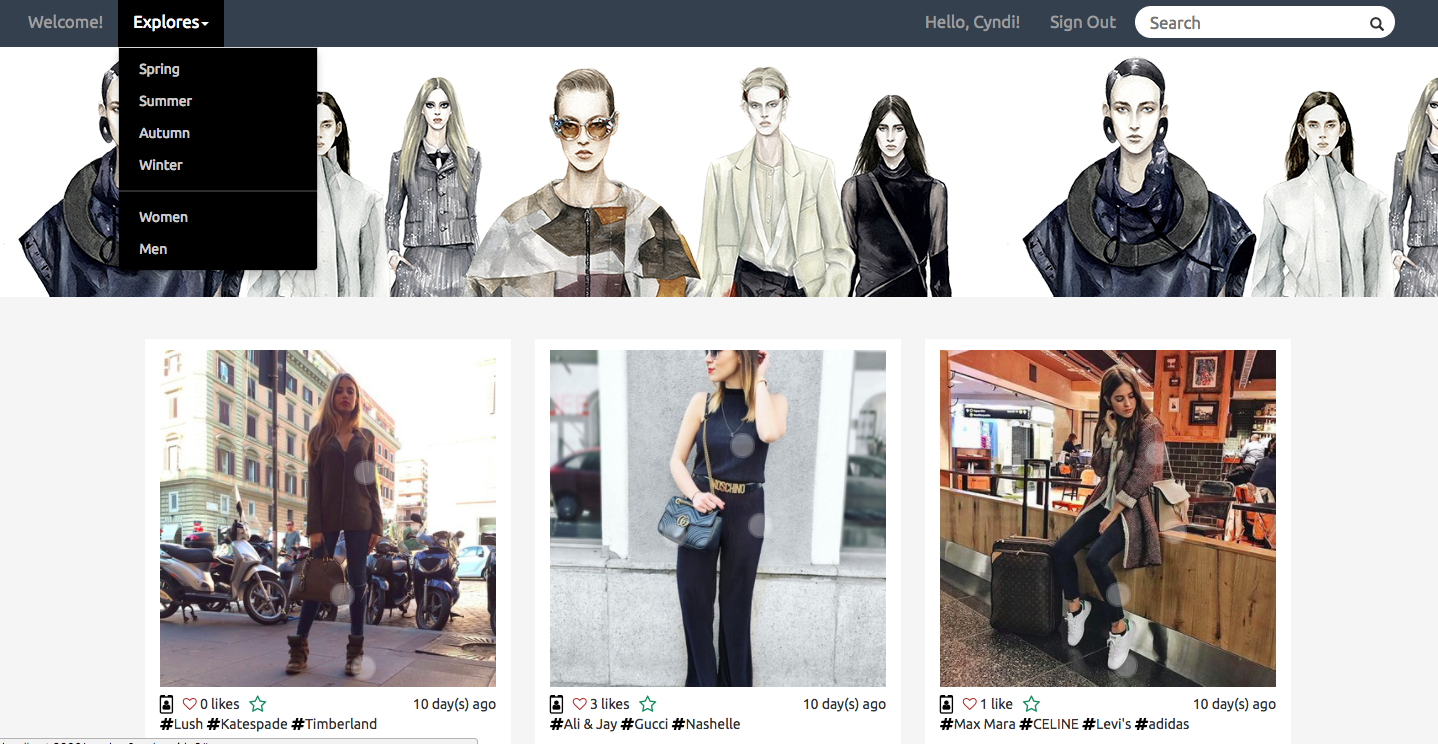 Welcome! Explores Hello, Cyndi! Sign Out Search
Spring
Summer
Autumn
Winter
Women
Men
MOSCHINO
0 likes 10 day(s) ago
#Lush #Katespade #Timberland
3 likes 10 day(s) ago
#Ali & Jay #Gucci #Nashelle
1 like 10 day(s) ago
#Max Mara #CELINE #Levi's #adidas